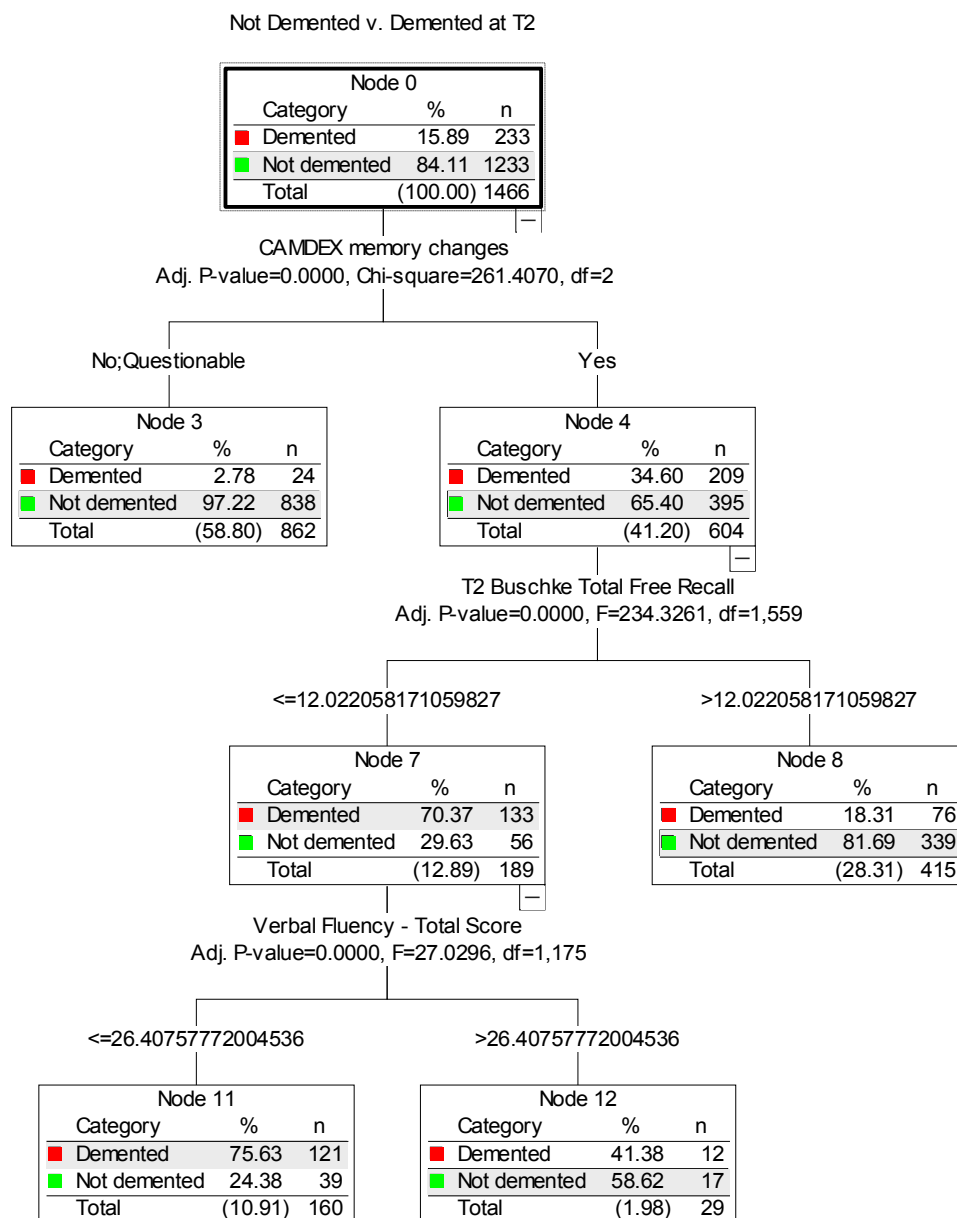 Not Demented v. Demented at T2
Node 0
Category % n
Demented 15.89 233
Not demented 84.11 1233
Total (100.00) 1466
CAMDEX memory changes
Adj. P-value=0.0000, Chi-square=261.4070, df=2
No;Questionable
Yes
Node 3
Category % n
Demented 2.78 24
Not demented 97.22 838
Total (58.80) 862
Node 4
Category % n
Demented 34.60 209
Not demented 65.40 395
Total (41.20) 604
T2 Buschke Total Free Recall
Adj. P-value=0.0000, F=234.3261, df=1,559
<=12.022058171059827
>12.022058171059827
Node 7
Category % n
Demented 70.37 133
Not demented 29.63 56
Total (12.89) 189
Node 8
Category % n
Demented 18.31 76
Not demented 81.69 339
Total (28.31) 415
Verbal Fluency - Total Score
Adj. P-value=0.0000, F=27.0296, df=1,175
<=26.40757772004536
>26.40757772004536
Node 11
Category % n
Demented 75.63 121
Not demented 24.38 39
Total (10.91) 160
Node 12
Category % n
Demented 41.38 12
Not demented 58.62 17
Total (1.98) 29